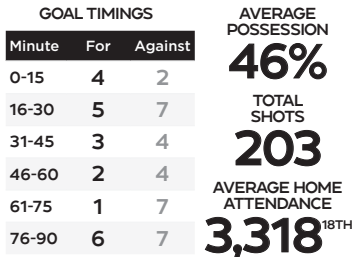 GOAL TIMINGS
Minute For Against
0-15 4 2
16-30 5 7
31-45 3 4
46-60 2 4
61-75 1 7
76-90 6 7
AVERAGE
POSSESSION
46%
TOTAL
SHOTS
203
AVERAGE HOME
ATTENDANCE
3,318 18TH